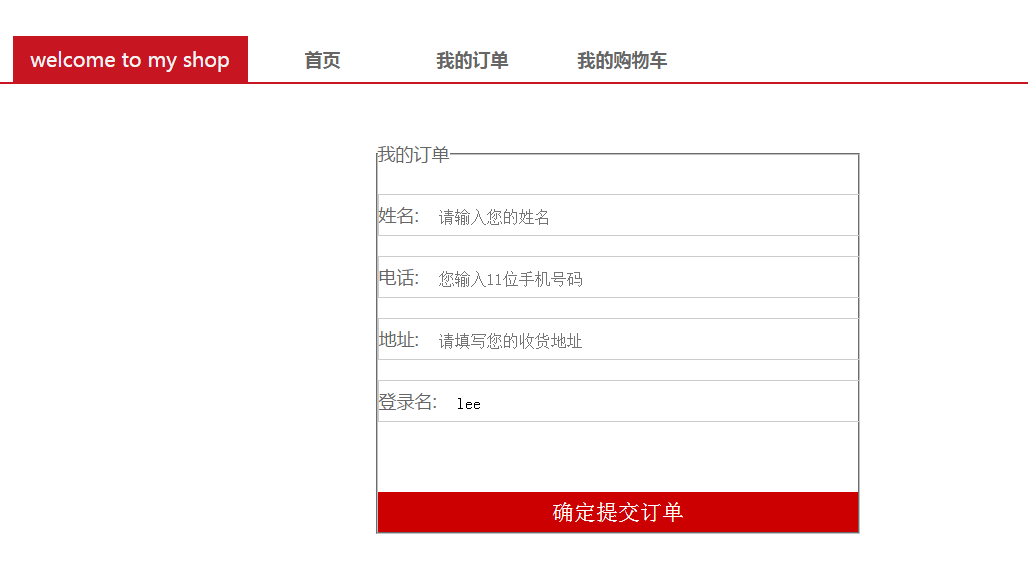 welcome to my shop 首页 我的订单 我的购物车
我的订单
姓名: 请输入您的姓名
电话: 您输入11位手机号码
地址: 请填写您的收货地址
登录名: lee
确定提交订单